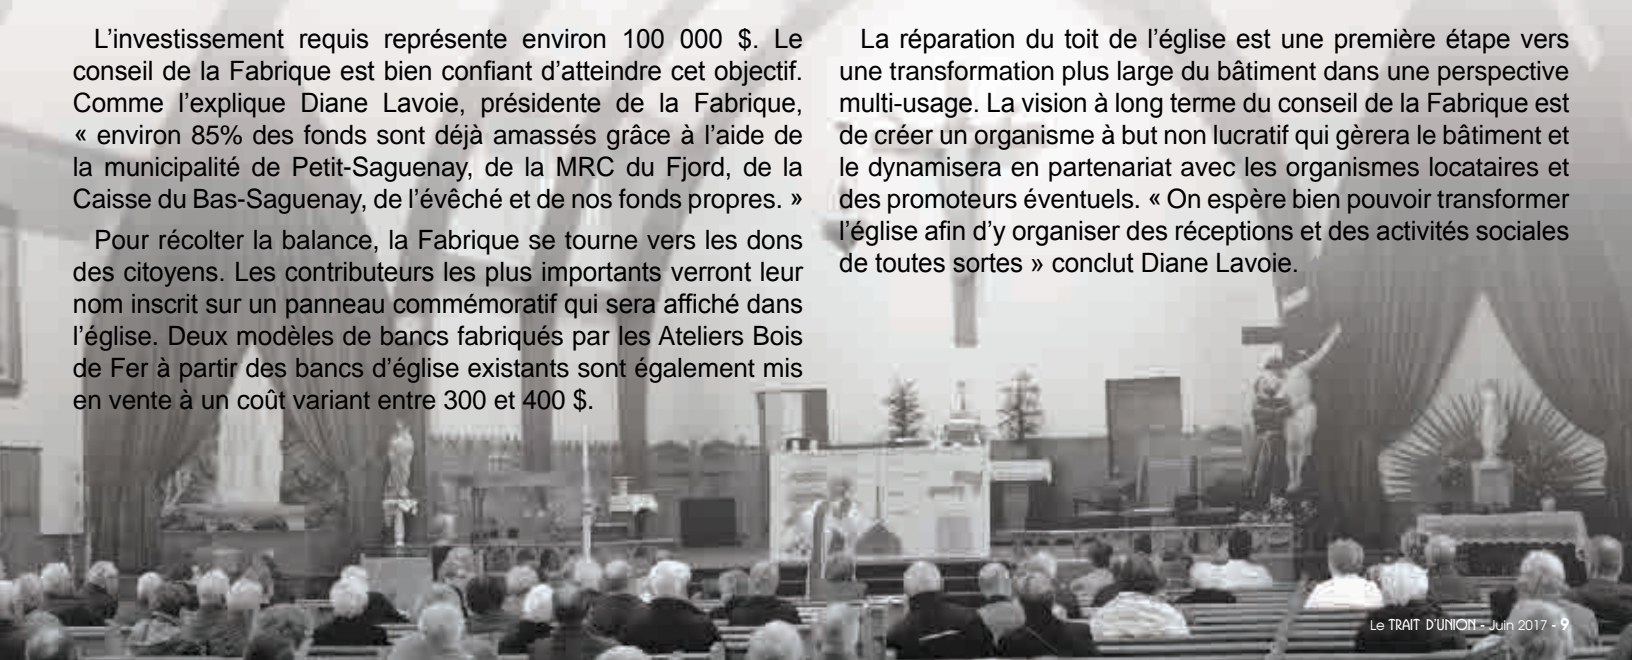 L’investissement requis représente environ 100 000 $. Le
conseil de la Fabrique est bien confiant d’atteindre cet objectif.
Comme l’explique Diane Lavoie, présidente de la Fabrique,
« environ 85% des fonds sont déjà amassés grâce à l’aide de
la municipalité de Petit-Saguenay, de la MRC du Fjord, de la
Caisse du Bas-Saguenay, de l’évêché et de nos fonds propres. »
Pour récolter la balance, la Fabrique se tourne vers les dons
des citoyens. Les contributeurs les plus importants verront leur
nom inscrit sur un panneau commémoratif qui sera affiché dans
l’église. Deux modèles de bancs fabriqués par les Ateliers Bois
de Fer à partir des bancs d’église existants sont également mis
en vente à un coût variant entre 300 et 400 $.
La réparation du toit de l’église est une première étape vers
une transformation plus large du bâtiment dans une perspective
multi-usage. La vision à long terme du conseil de la Fabrique est
de créer un organisme à but non lucratif qui gèrera le bâtiment et
le dynamisera en partenariat avec les organismes locataires et
des promoteurs éventuels. « On espère bien pouvoir transformer
l’église afin d’y organiser des réceptions et des activités sociales
de toutes sortes » conclut Diane Lavoie.
Le TRAIT D’UNION - Juin 2017 - 9